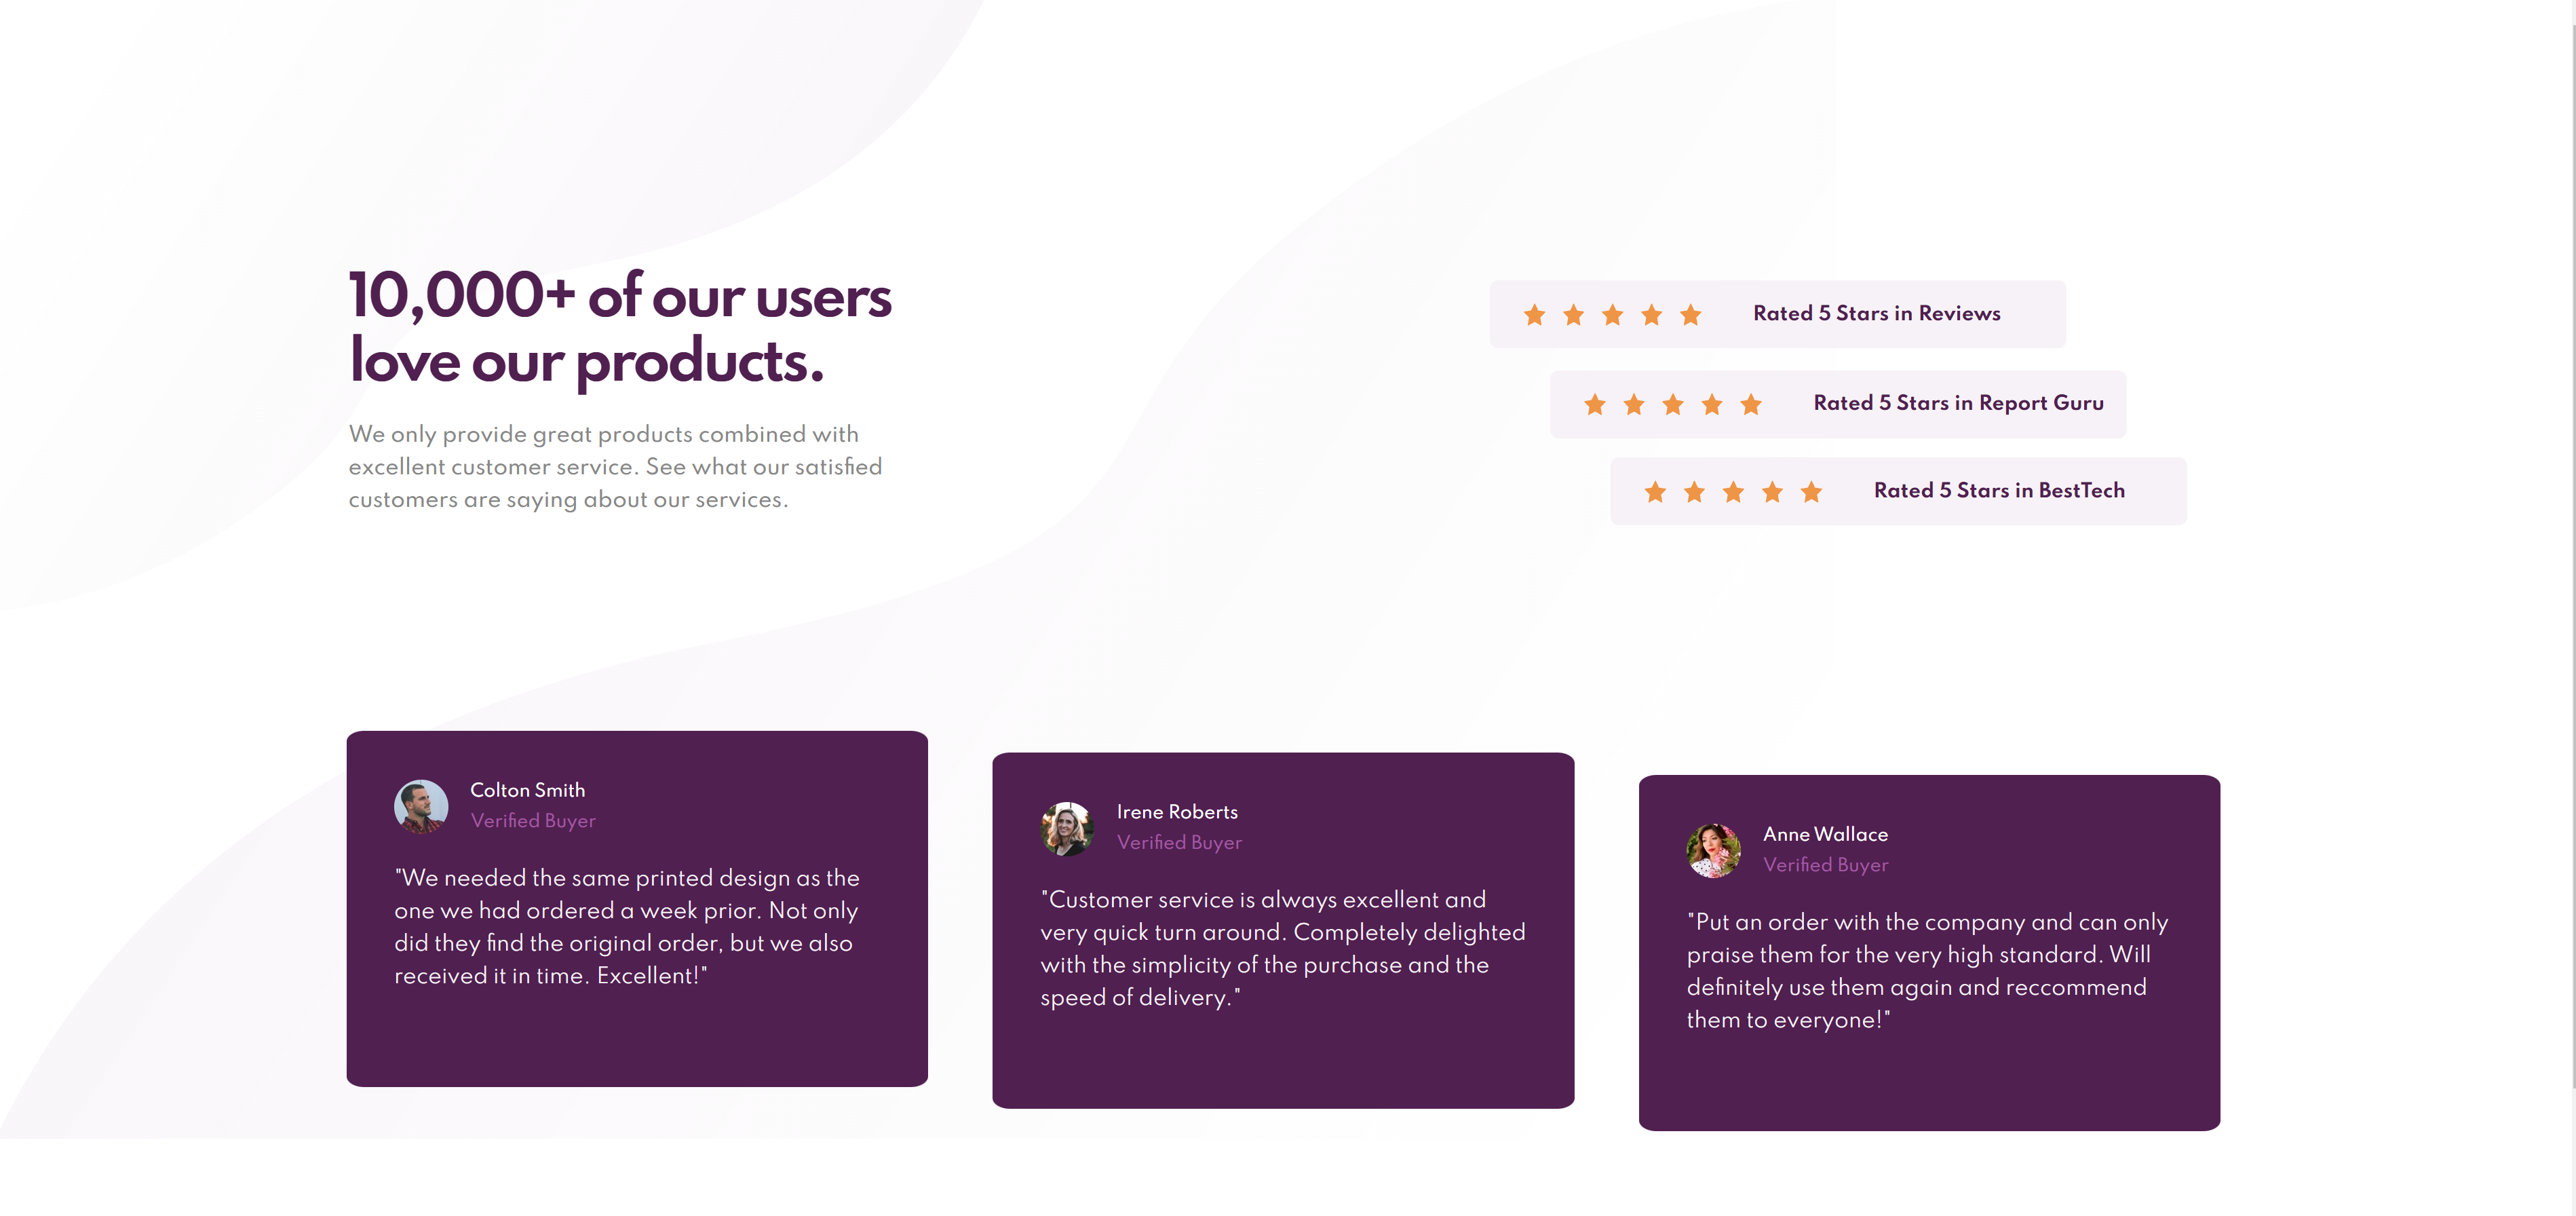 10,000+ of our users
love our products.
We only provide great products combined with
excellent customer service. See what our satisfied
customers are saying about our services.
Rated 5 Stars in Reviews
Rated 5 Stars in Report Guru
Rated 5 Stars in BestTech
Colton Smith
Verified Buyer
"We needed the same printed design as the
one we had ordered a week prior. Not only
did they find the original order, but we also
received it in time. Excellent!"
Irene Roberts
Verified Buyer
"Customer service is always excellent and
very quick turn around. Completely delighted
with the simplicity of the purchase and the
speed of delivery."
Anne Wallace
Verified Buyer
"Put an order with the company and can only
praise them for the very high standard. Will
definitely use them again and reccommend
them to everyone!"